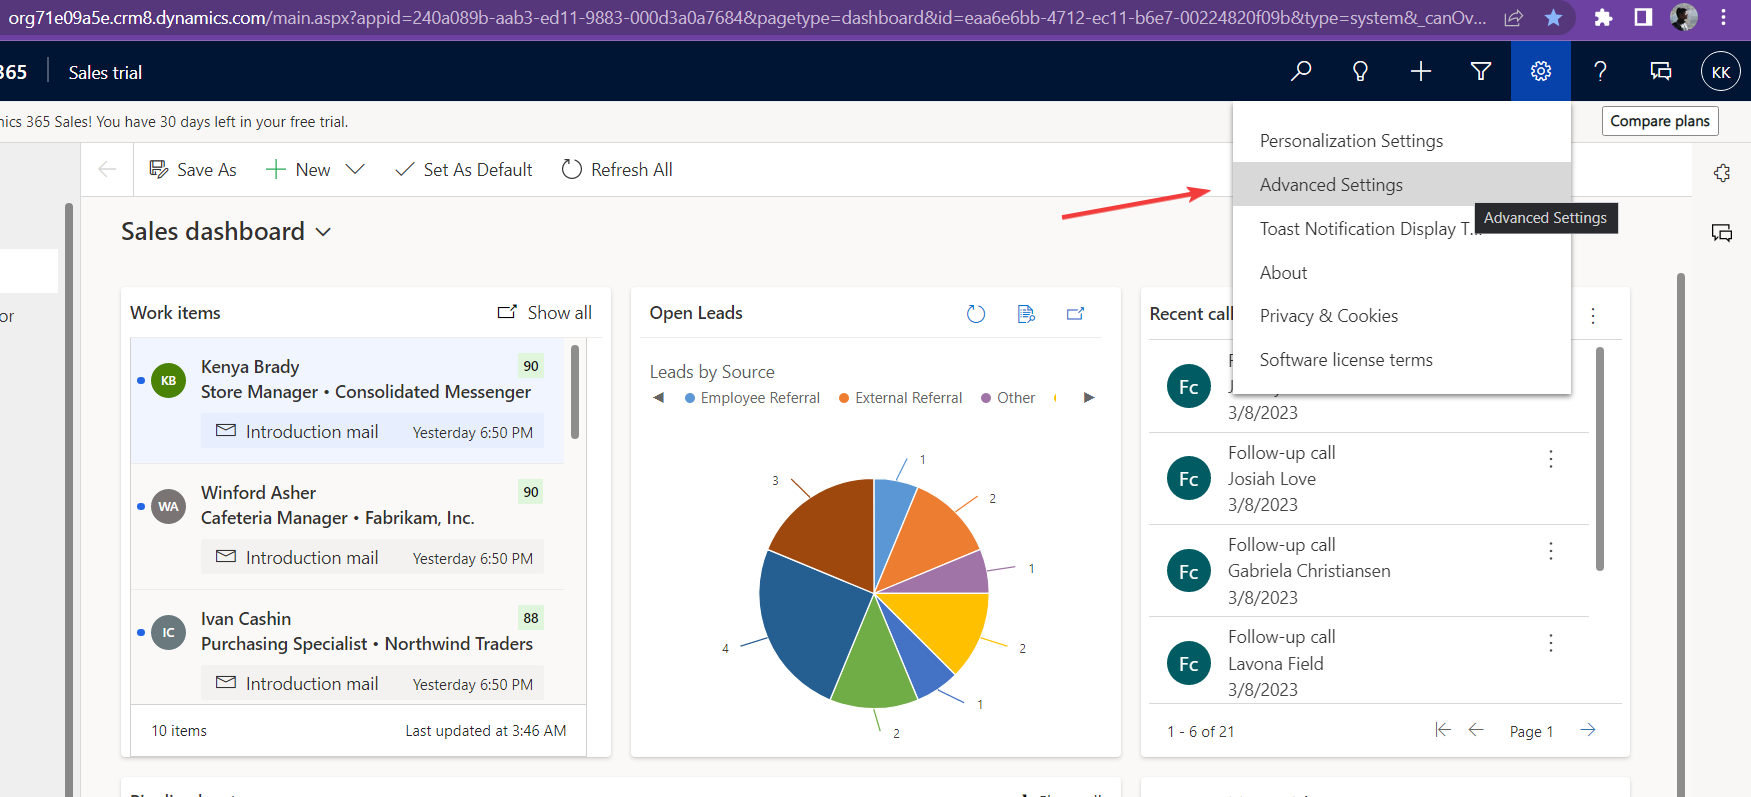 org71e09a5e.crm8.dynamics.com/main.aspx?appid=240a089b-aab3-ed11-9883-000d3a0a7684&pagetype=dashboard&id=eaa6e6bb-4712-ec11-b6e7-00224820f09b&type=system&_canOv...
365 Sales trial
KK
nics 365 Sales! You have 30 days left in your free trial.
Compare plans
Save As
New
Set As Default
Refresh All
Personalization Settings
Advanced Settings
Advanced Settings
Toast Notification Display T...
About
Privacy & Cookies
Software license terms
or
Sales dashboard
Work items
Show all
KB
Kenya Brady
90
Store Manager • Consolidated Messenger
Introduction mail
Yesterday 6:50 PM
WA
Winford Asher
90
Cafeteria Manager • Fabrikam, Inc.
Introduction mail
Yesterday 6:50 PM
IC
Ivan Cashin
88
Purchasing Specialist • Northwind Traders
Introduction mail
Yesterday 6:50 PM
10 items
Last updated at 3:46 AM
Open Leads
Leads by Source
Employee Referral
External Referral
Other
1
2
1
2
1
2
4
3
Recent call
Fc
3/8/2023
Fc
Follow-up call
Josiah Love
3/8/2023
Fc
Follow-up call
Gabriela Christiansen
3/8/2023
Fc
Follow-up call
Lavona Field
3/8/2023
1 - 6 of 21
Page 1